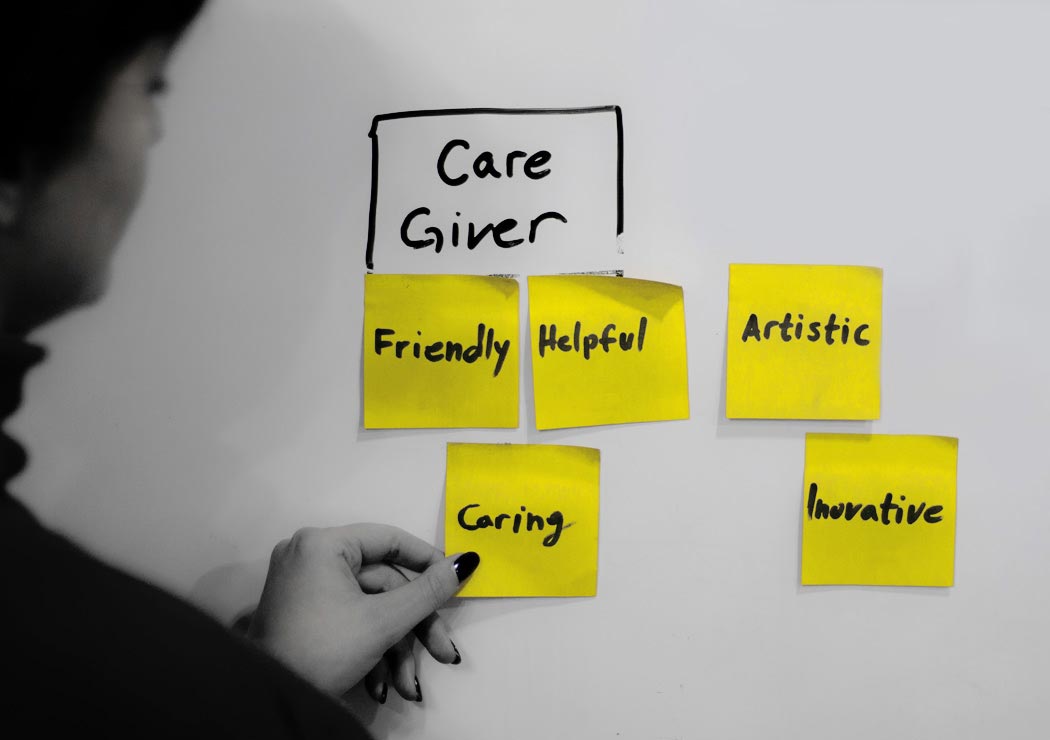 Care
Giver
Friendly
Helpful
Artistic
Caring
Inovative